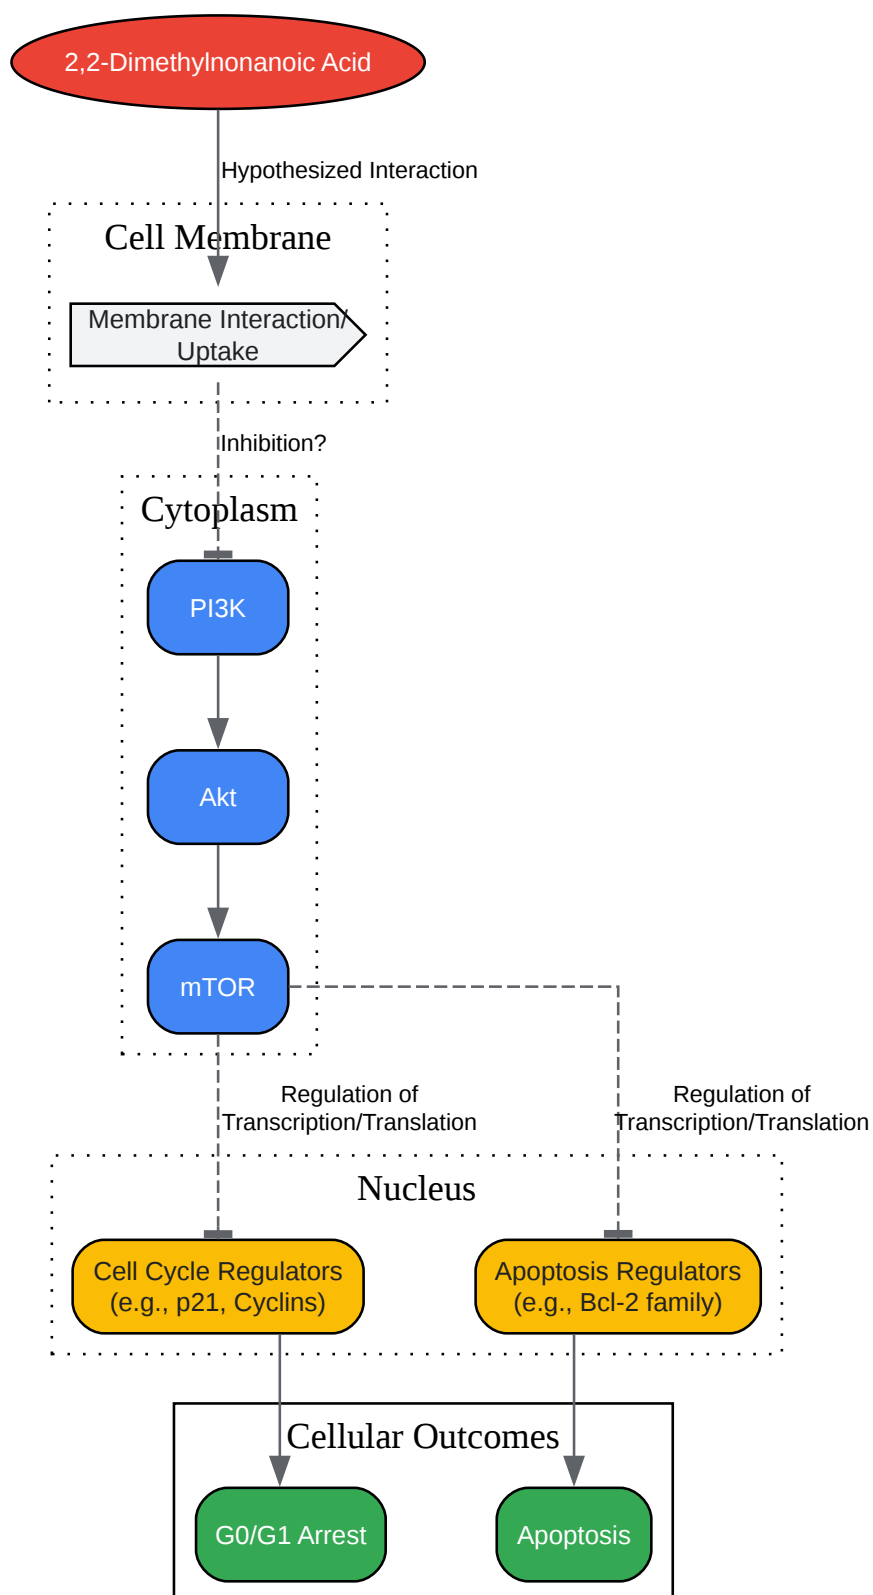 2,2-Dimethylnonanoic Acid
Hypothesized Interaction
Cell Membrane
Membrane Interaction/
Uptake
Inhibition?
Cytoplasm
PI3K
Akt
mTOR
Regulation of
Transcription/Translation
Regulation of
Transcription/Translation
Nucleus
Cell Cycle Regulators
(e.g., p21, Cyclins)
Apoptosis Regulators
(e.g., Bcl-2 family)
Cellular Outcomes
G0/G1 Arrest
Apoptosis